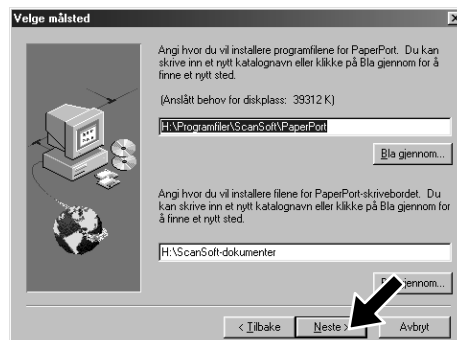 Velge målsted
Angi hvor du vil installere programfilene for PaperPort. Du kan
skrive inn et nytt katalognavn eller klikke på Bla gjennom for å
finne et nytt sted.
(Anslått behov for diskplass: 39312 K)
H:\Programfiler\ScanSoft\PaperPort
Bla gjennom...
Angi hvor du vil installere filene for PaperPort-skrivebordet. Du
kan skrive inn et nytt katalognavn eller klikke på Bla gjennom for
å finne et nytt sted.
H:\ScanSoft-dokumenter
jennom...
< Tilbake Neste > Avbryt